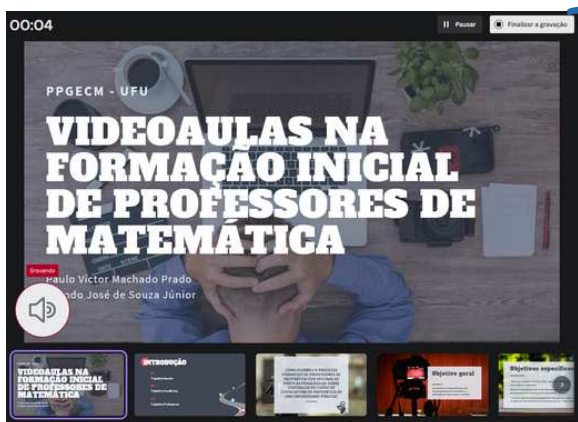 00:04
Pausar
Finalizar a gravação
PPGECM - UFU
VIDEOAULAS NA
FORMAÇÃO INICIAL
DE PROFESSORES DE
MATEMÁTICA
Gravando
Paulo Victor Machado Prado
José de Souza Júnior
VIDEOAULAS NA
FORMAÇÃO INICIAL
DE PROFESSORES DE
MATEMÁTICA
INTRODUÇÃO
Objetivo geral
Objetivos específicos